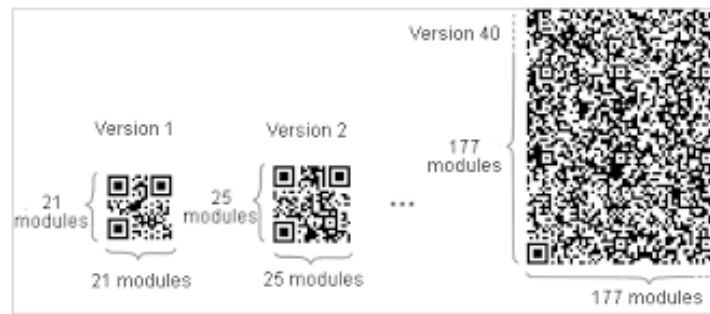 Version 1
21
modules
21 modules
Version 2
25
modules
25 modules
...
Version 40
177
modules
177 modules